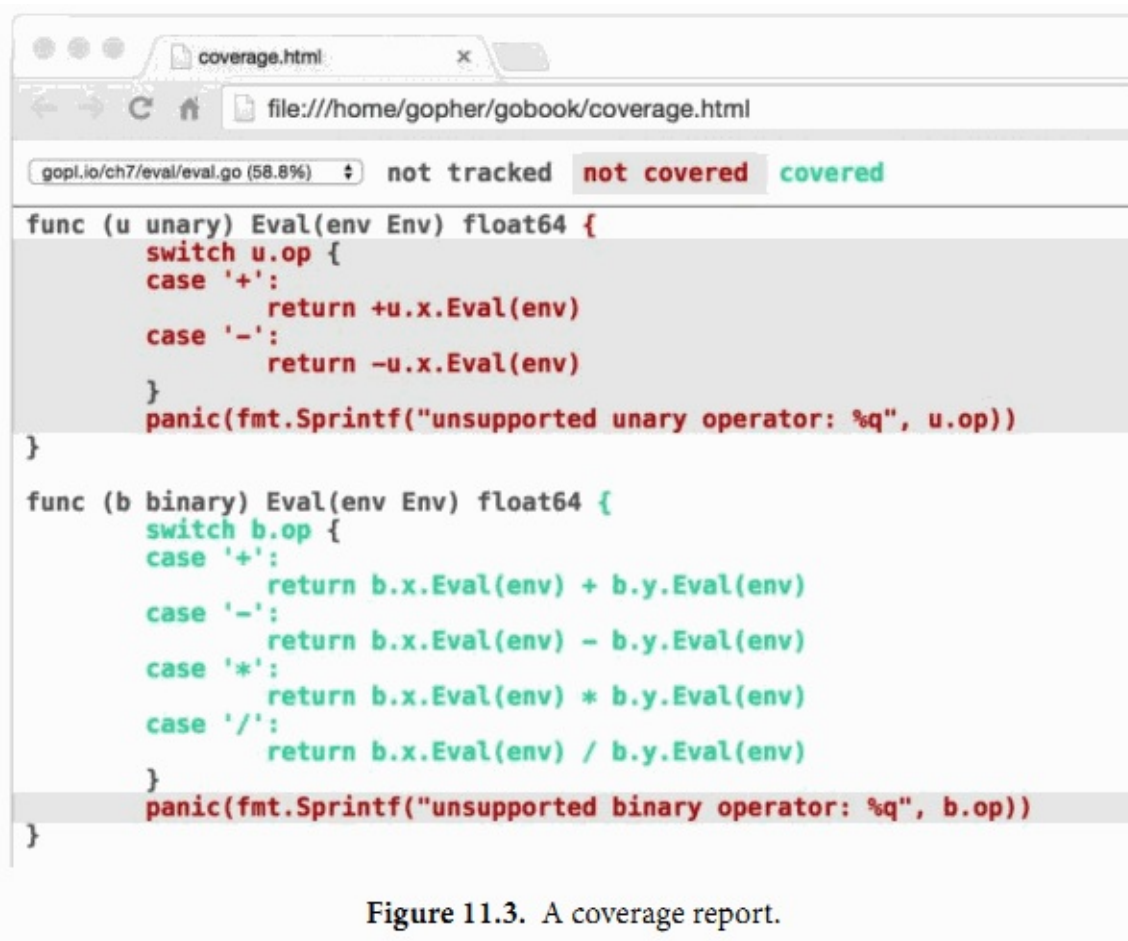 coverage.html ×
file:///home/gopher/gobook/coverage.html
gopl.io/ch7/eval/eval.go (58.8%) not tracked not covered covered
func (u unary) Eval(env Env) float64 {
        switch u.op {
        case '+':
                return +u.x.Eval(env)
        case '-':
                return -u.x.Eval(env)
        }
        panic(fmt.Sprintf("unsupported unary operator: %q", u.op))
}
func (b binary) Eval(env Env) float64 {
        switch b.op {
        case '+':
                return b.x.Eval(env) + b.y.Eval(env)
        case '-':
                return b.x.Eval(env) - b.y.Eval(env)
        case '*':
                return b.x.Eval(env) * b.y.Eval(env)
        case '/':
                return b.x.Eval(env) / b.y.Eval(env)
        }
        panic(fmt.Sprintf("unsupported binary operator: %q", b.op))
}
Figure 11.3. A coverage report.